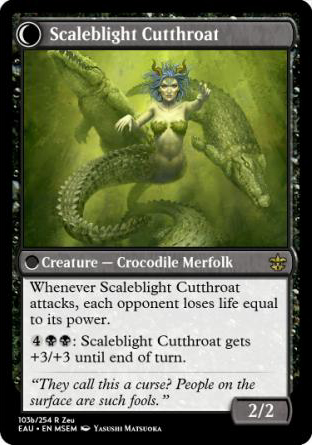 Scaleblight Cutthroat
Creature — Crocodile Merfolk
Whenever Scaleblight Cutthroat
attacks, each opponent loses life equal
to its power.
4: Scaleblight Cutthroat gets
+3/+3 until end of turn.
“They call this a curse? People on the
surface are such fools.”
2/2
103b/254 R Zeu
EAU • EN MSEM Yasushi Matsuoka